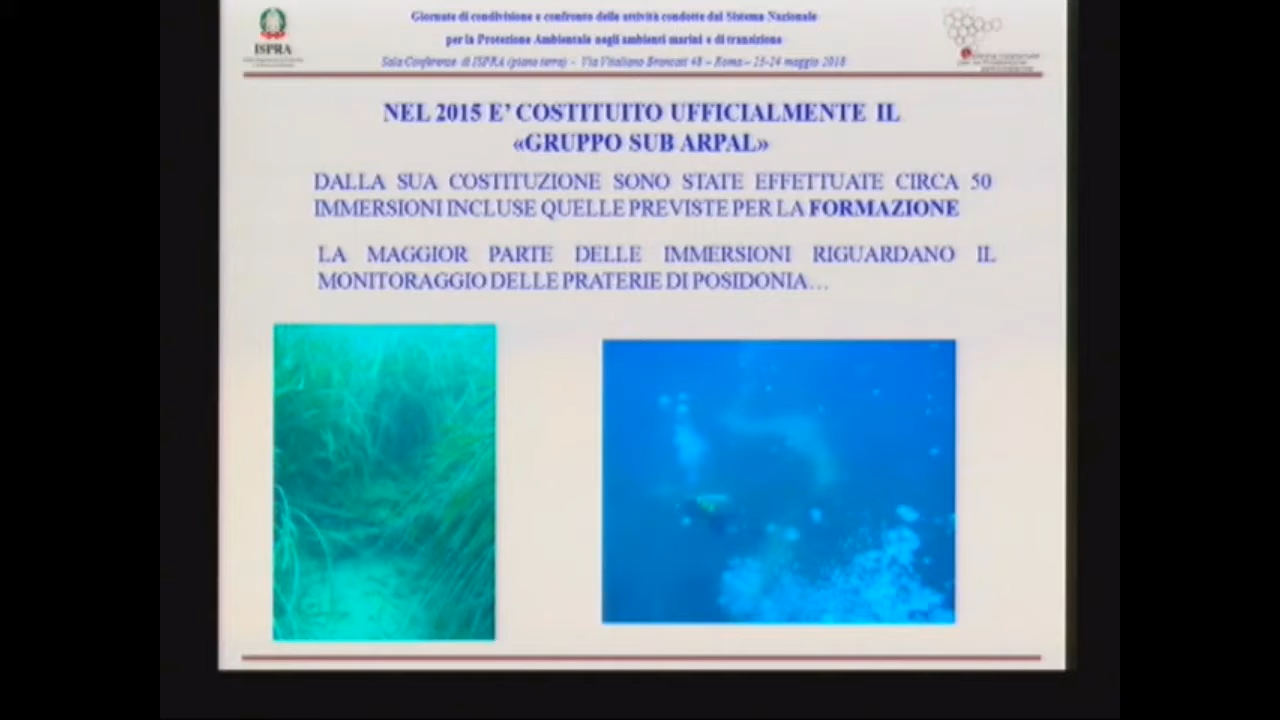 Giornate di condivisione e confronto delle attività condotte dal Sistema Nazionale
per la Protezione Ambientale negli ambienti marini e di transizione
Sala Conferenze di ISPRA (piano terra) - Via Vitaliano Brancati 48 – Roma – 23-24 maggio 2018
ISPRA
NEL 2015 E’ COSTITUITO UFFICIALMENTE IL
«GRUPPO SUB ARPAL»
DALLA SUA COSTITUZIONE SONO STATE EFFETTUATE CIRCA 50
IMMERSIONI INCLUSE QUELLE PREVISTE PER LA FORMAZIONE
LA MAGGIOR PARTE DELLE IMMERSIONI RIGUARDANO IL
MONITORAGGIO DELLE PRATERIE DI POSIDONIA…